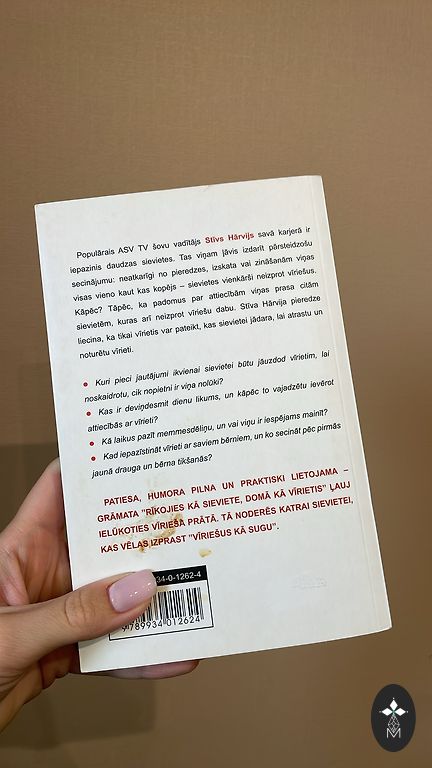 Populārais ASV TV šovu vadītājs Stīvs Hārvijs savā karjerā ir
iepazinis daudzas sievietes. Tas viņam ļāvis izdarīt pārsteidzošu
secinājumu: neatkarīgi no pieredzes, izskata vai zināšanām viņas
visas vieno kaut kas kopējs – sievietes vienkārši neizprot vīriešus.
Kāpēc? Tāpēc, ka padomus par attiecībām viņas prasa citām
sievietēm, kuras arī neizprot vīriešu dabu. Stīva Hārvija pieredze
liecina, ka tikai vīrietis var pateikt, kas sievietei jādara, lai atrastu un
noturētu vīrieti.
• Kuri pieci jautājumi ikvienai sievietei būtu jāuzdod vīrietim, lai
noskaidrotu, cik nopietni ir viņa nolūki?
• Kas ir deviņdesmit dienu likums, un kāpēc to vajadzētu ievērot
attiecībās ar vīrieti?
• Kā laikus pazīt memmesdēliņu, un vai viņu ir iespējams mainīt?
• Kad iepazīstināt vīrieti ar saviem bērniem, un ko secināt pēc pirmās
jaunā drauga un bērna tikšanās?
PATIESA, HUMORA PILNA UN PRAKTISKI LIETOJAMA –
GRĀMATA "RĪKOJIES KĀ SIEVIETE, DOMĀ KĀ VĪRIETIS" ĻAUJ
IELŪKOTIES VĪRIEŠA PRĀTĀ. TĀ NODERĒS KATRAI SIEVIETEI,
KAS VĒLAS IZPRAST "VĪRIEŠUS KĀ SUGU".
34-0-1262-4
9 789934 012624
M